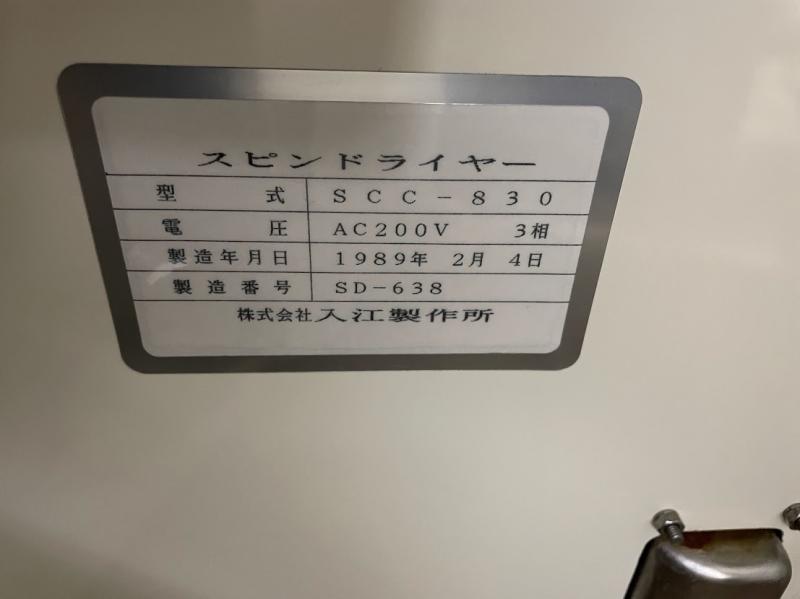 スピンドライヤー
型式 SCC-830
電圧 AC200V 3相
製造年月日 1989年 2月 4日
製造番号 SD-638
株式会社入江製作所